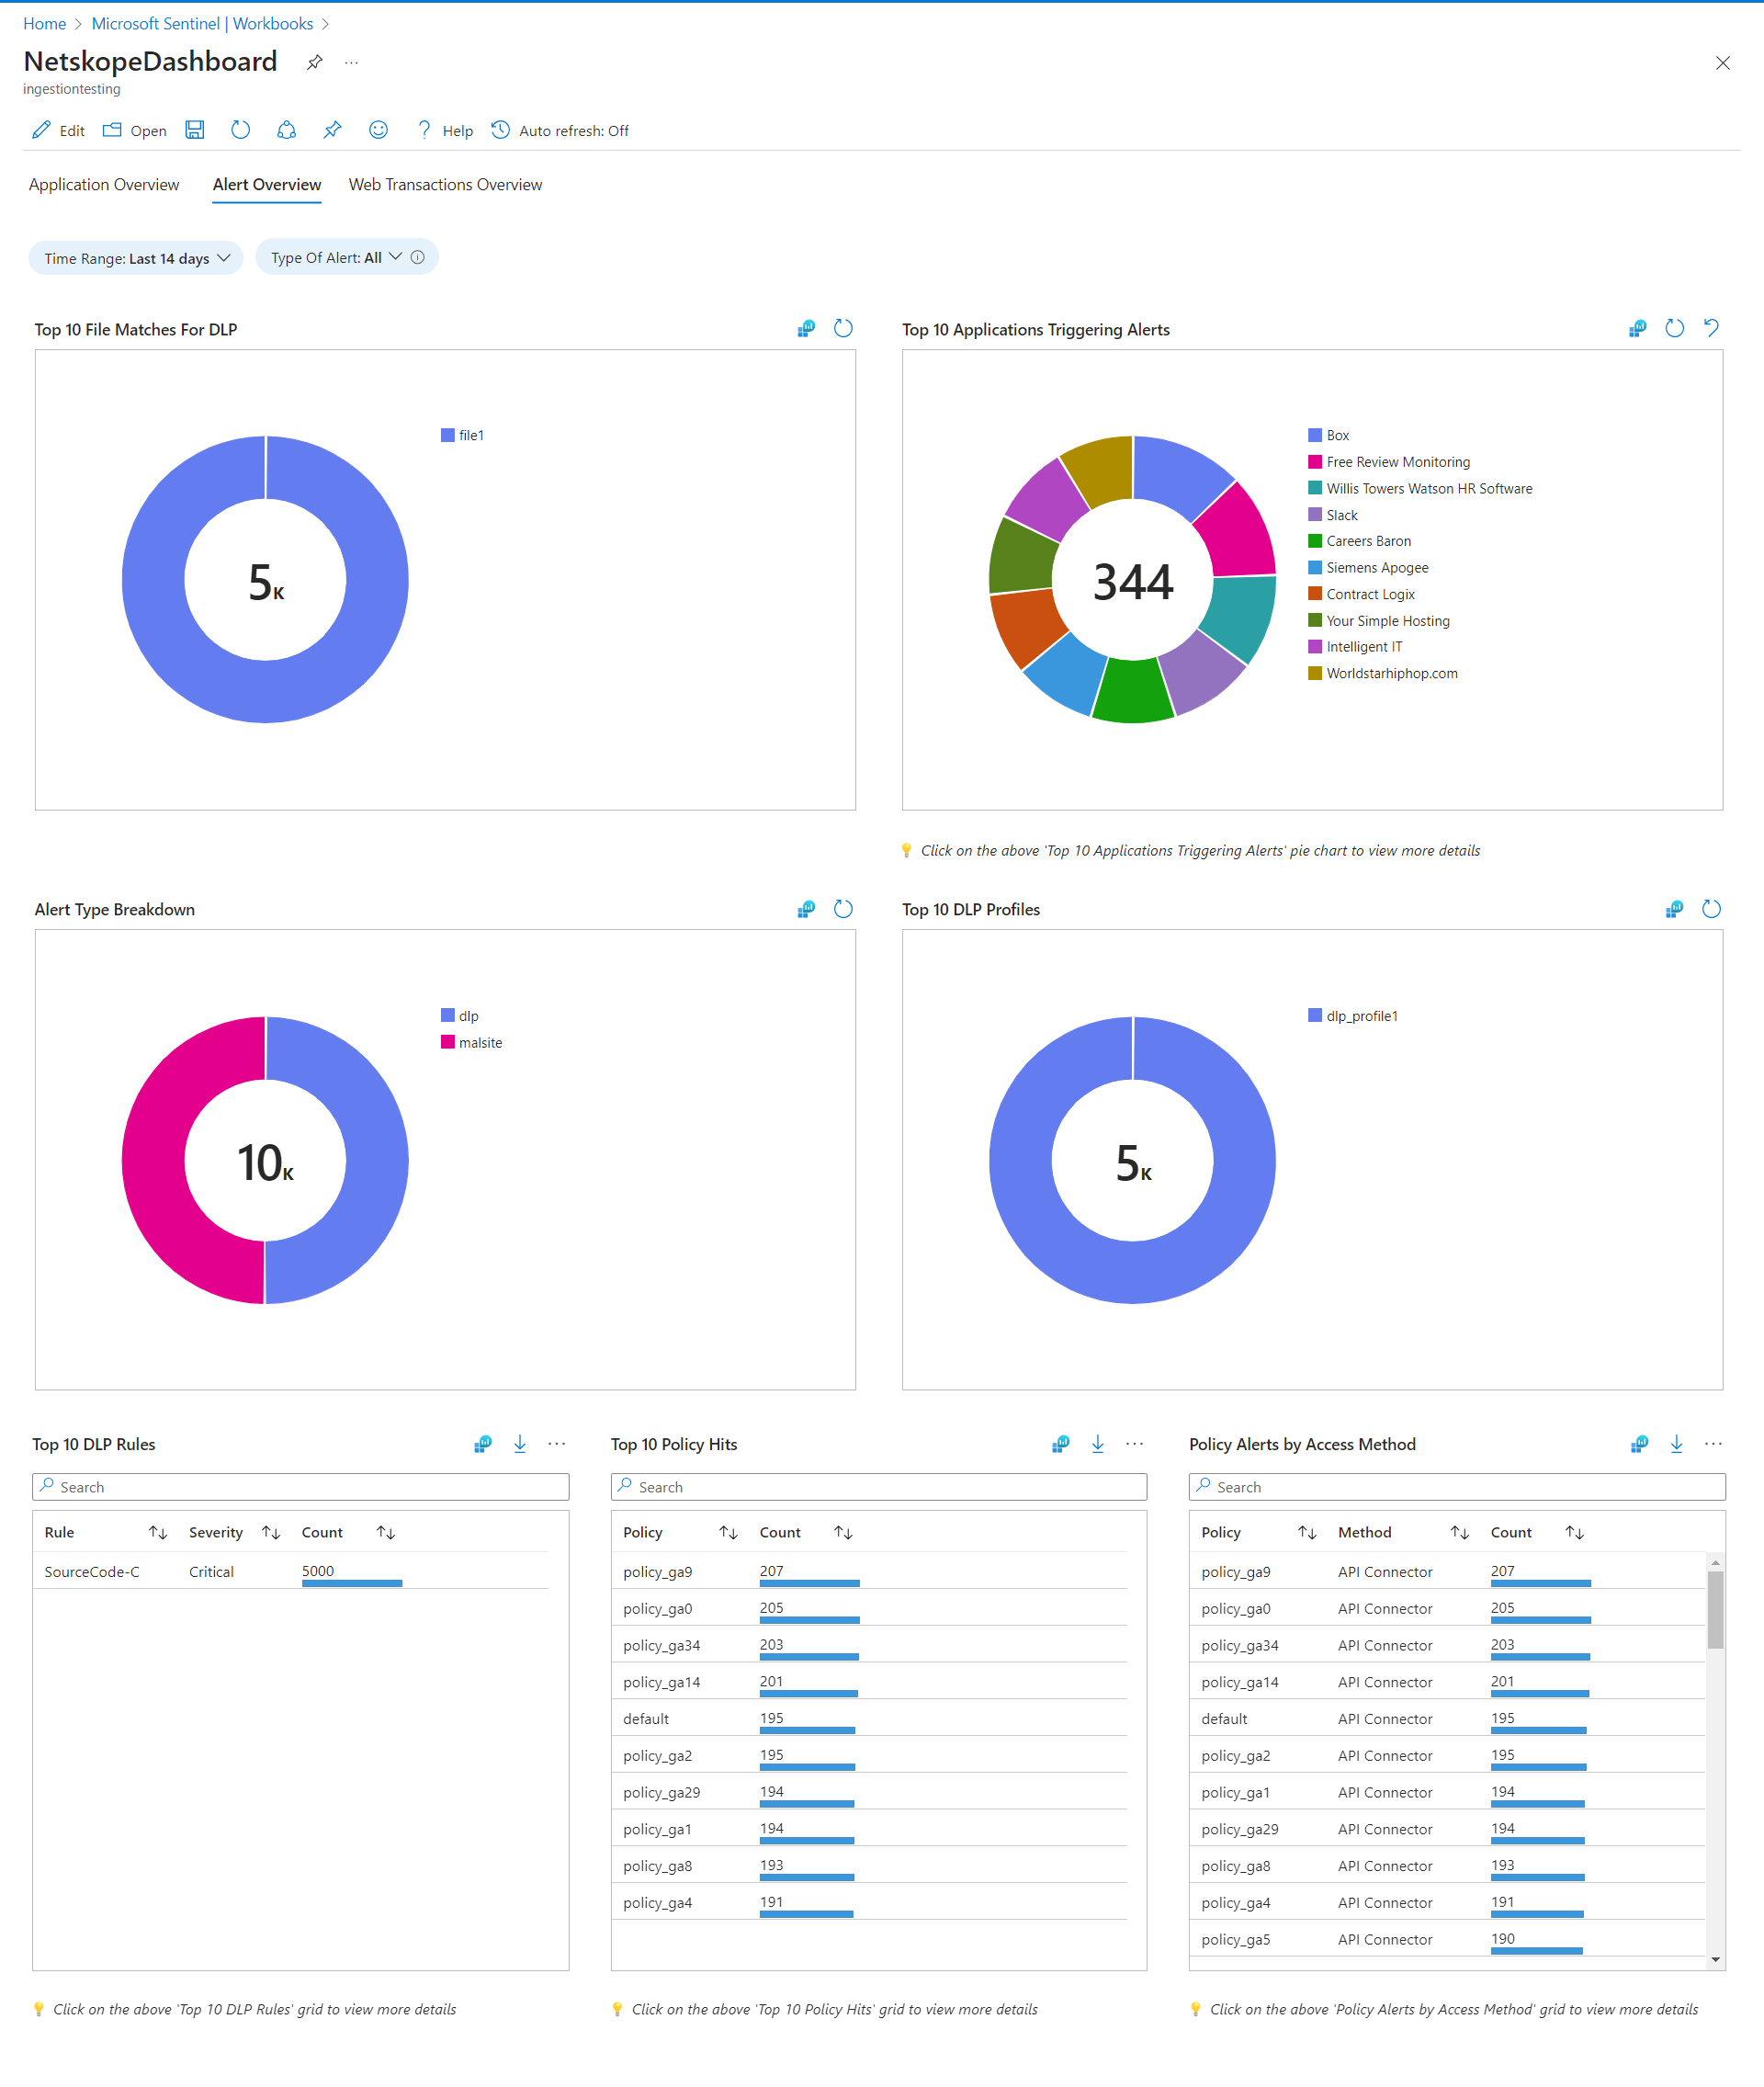 Home > Microsoft Sentinel | Workbooks >
NetskopeDashboard ...
ingestiontesting
Edit Open Help Auto refresh: Off
Application Overview Alert Overview Web Transactions Overview
Time Range: Last 14 days Type Of Alert: All
Top 10 File Matches For DLP
file1
5K
Top 10 Applications Triggering Alerts
Box
Free Review Monitoring
Willis Towers Watson HR Software
Slack
Careers Baron
Siemens Apogee
Contract Logix
Your Simple Hosting
Intelligent IT
Worldstarhiphop.com
344
Click on the above 'Top 10 Applications Triggering Alerts' pie chart to view more details
Alert Type Breakdown
dlp
malsite
10K
Top 10 DLP Profiles
dlp_profile1
5K
Top 10 DLP Rules
Search
Rule Severity Count
SourceCode-C Critical 5000
Click on the above 'Top 10 DLP Rules' grid to view more details
Top 10 Policy Hits
Search
Policy Count
policy_ga9 207
policy_ga0 205
policy_ga34 203
policy_ga14 201
default 195
policy_ga2 195
policy_ga29 194
policy_ga1 194
policy_ga8 193
policy_ga4 191
Click on the above 'Top 10 Policy Hits' grid to view more details
Policy Alerts by Access Method
Search
Policy Method Count
policy_ga9 API Connector 207
policy_ga0 API Connector 205
policy_ga34 API Connector 203
policy_ga14 API Connector 201
default API Connector 195
policy_ga2 API Connector 195
policy_ga1 API Connector 194
policy_ga29 API Connector 194
policy_ga8 API Connector 193
policy_ga4 API Connector 191
policy_ga5 API Connector 190
Click on the above 'Policy Alerts by Access Method' grid to view more details